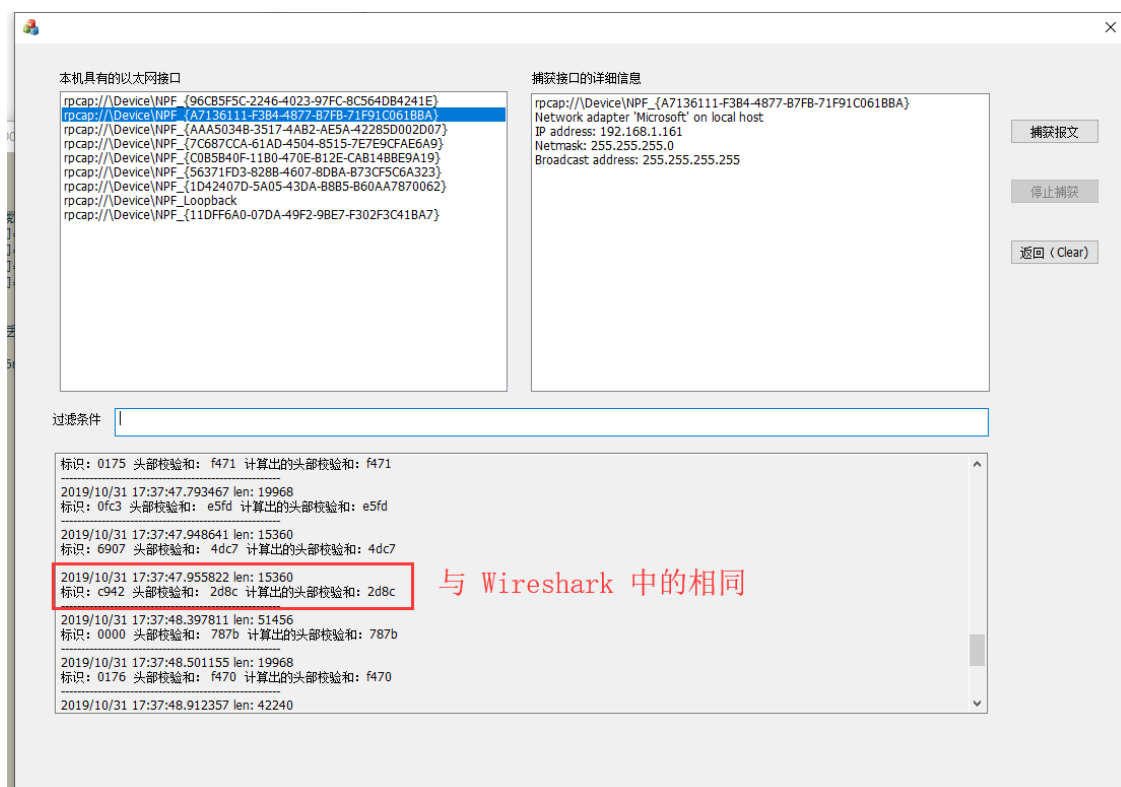 本机具有的以太网接口
rpcap://\Device\NPF_{96CB5F5C-2246-4023-97FC-8C564DB4241E}
rpcap://\Device\NPF_{A7136111-F3B4-4877-B7FB-71F91C061BBA}
rpcap://\Device\NPF_{AAA5034B-3517-4AB2-AE5A-42285D002D07}
rpcap://\Device\NPF_{7C687CCA-61AD-4504-8515-7E7E9CFAE6A9}
rpcap://\Device\NPF_{C0B5B40F-11B0-470E-B12E-CAB14BBE9A19}
rpcap://\Device\NPF_{56371FD3-828B-4607-8DBA-B73CF5C6A323}
rpcap://\Device\NPF_{1D42407D-5A05-43DA-B8B5-B60AA7870062}
rpcap://\Device\NPF_Loopback
rpcap://\Device\NPF_{11DFF6A0-07DA-49F2-9BE7-F302F3C41BA7}
捕获接口的详细信息
rpcap://\Device\NPF_{A7136111-F3B4-4877-B7FB-71F91C061BBA}
Network adapter 'Microsoft' on local host
IP address: 192.168.1.161
Netmask: 255.255.255.0
Broadcast address: 255.255.255.255
捕获报文
停止捕获
返回（Clear)
过滤条件
标识: 0175 头部校验和: f471 计算出的头部校验和: f471
------------------------------------------------------
2019/10/31 17:37:47.793467 len: 19968
标识: 0fc3 头部校验和: e5fd 计算出的头部校验和: e5fd
------------------------------------------------------
2019/10/31 17:37:47.948641 len: 15360
标识: 6907 头部校验和: 4dc7 计算出的头部校验和: 4dc7
------------------------------------------------------
2019/10/31 17:37:47.955822 len: 15360
标识: c942 头部校验和: 2d8c 计算出的头部校验和: 2d8c
------------------------------------------------------
与 Wireshark 中的相同
2019/10/31 17:37:48.397811 len: 51456
标识: 0000 头部校验和: 787b 计算出的头部校验和: 787b
------------------------------------------------------
2019/10/31 17:37:48.501155 len: 19968
标识: 0176 头部校验和: f470 计算出的头部校验和: f470
------------------------------------------------------
2019/10/31 17:37:48.912357 len: 42240